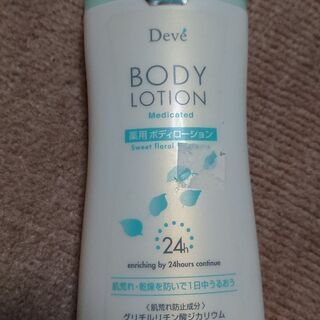 Devé
BODY
LOTION
Medicated
薬用 ボディローション
Sweet floral
24h
enriching by 24hours continue
肌荒れ・乾燥を防いで1日中うるおう
〈肌荒れ防止成分〉
グリチルリチン酸ジカリウム